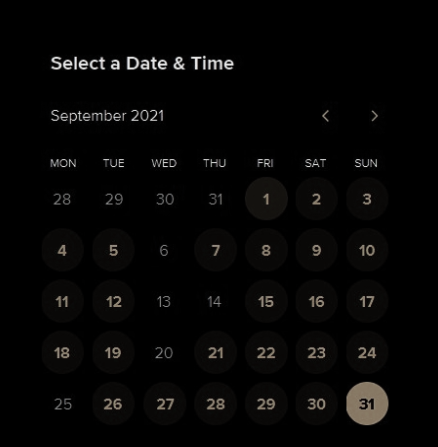 Select a Date & Time
September 2021
MON TUE WED THU FRI SAT SUN
28 29 30 31 1 2 3
4 5 6 7 8 9 10
11 12 13 14 15 16 17
18 19 20 21 22 23 24
25 26 27 28 29 30 31